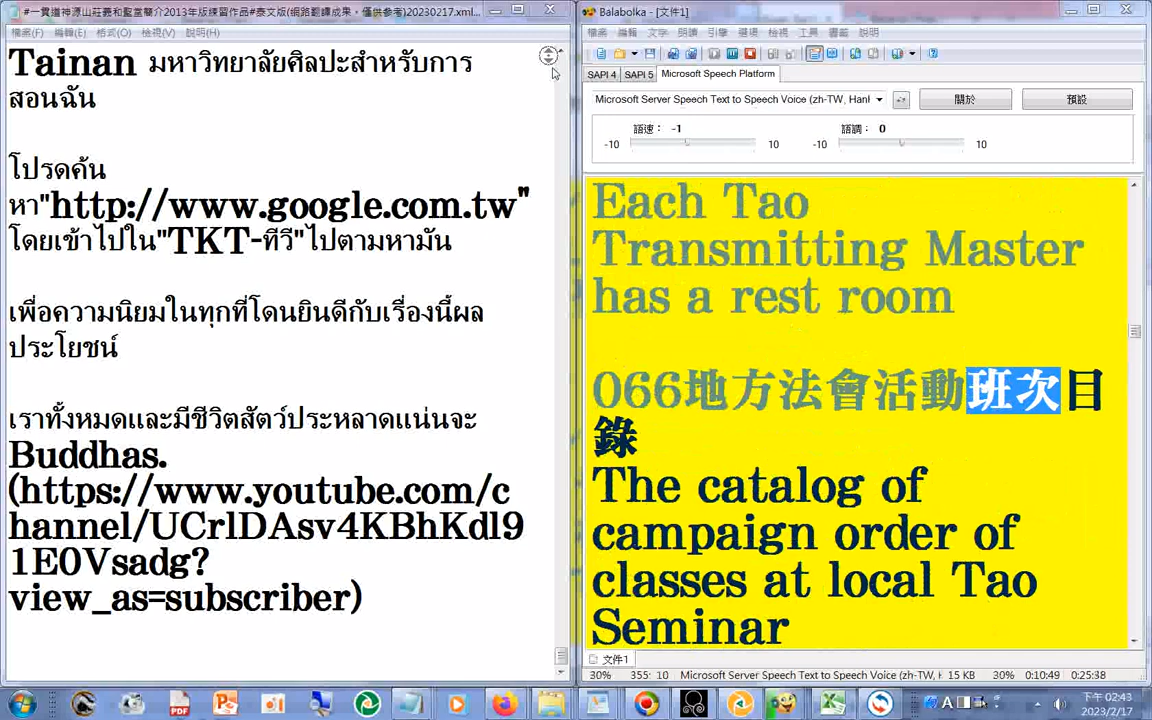 #一貫道神源山莊義和聖堂簡介2013年版練習作品#泰文版(網路翻譯成果。僅供參考)20230217.xml...
檔案(F) 編輯(E) 格式(O) 檢視(V) 說明(H)
Tainan มหาวิทยาลัยศิลปะสำหรับการ
สอนฉัน
โปรดค้น
หา"http://www.google.com.tw"
โดยเข้าไปใน"TKT-ทีวี"ไปตามหามัน
เพื่อความนิยมในทุกที่โดนยินดีกับเรื่องนี้ผล
ประโยชน์
เราทั้งหมดและมีชีวิตสัตว์ประหลาดแน่นจะ
Buddhas.
(https://www.youtube.com/c
hannel/UCrlDAsv4KBhKdl9
1E0Vsadg?
view_as=subscriber)
Balabolka - [文件1]
檔案 編輯 文字 朗讀 引擎 選項 檢視 工具 書籤 說明
SAPI 4 SAPI 5 Microsoft Speech Platform
Microsoft Server Speech Text to Speech Voice (zh-TW, Hanl 關於 預設
語速： -1 語調： 0
-10 10 -10 10
Each Tao
Transmitting Master
has a rest room
066地方法會活動班次目
錄
The catalog of
campaign order of
classes at local Tao
Seminar
文件1
30% 355: 10 Microsoft Server Speech Text to Speech Voice (zh-TW, H 15 KB 30% 0:10:49 0:25:38
下午 02:43
2023/2/17